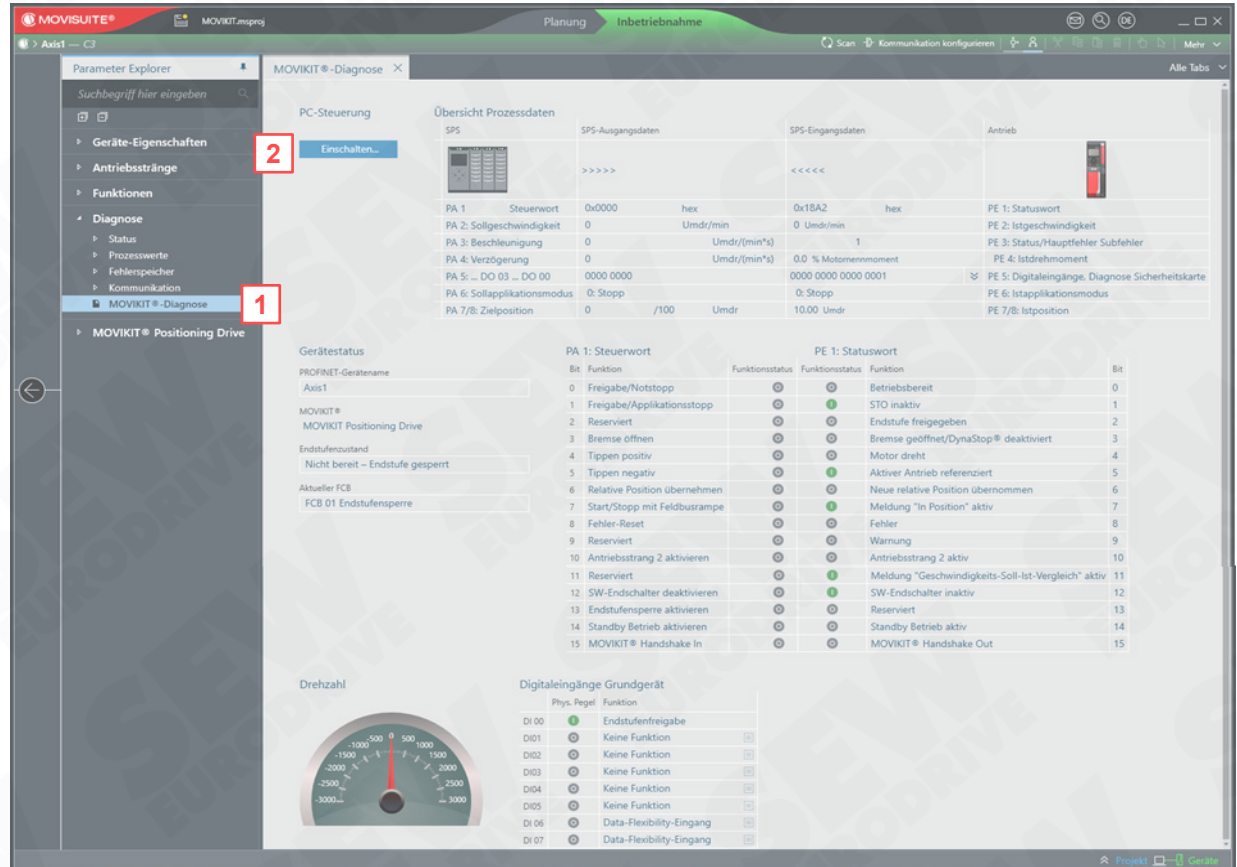 MOVISUITE® MOVIKIT.msproj Planung Inbetriebnahme DE
> Axis1 — C3 Scan Kommunikation konfigurieren Mehr
Parameter Explorer
MOVIKIT®-Diagnose
Alle Tabs
Suchbegriff hier eingeben
Geräte-Eigenschaften
Antriebsstränge
Funktionen
Diagnose
Status
Prozesswerte
Fehlerspeicher
Kommunikation
MOVIKIT®-Diagnose
1
MOVIKIT® Positioning Drive
PC-Steuerung
2
Einschalten...
Übersicht Prozessdaten
SPS SPS-Ausgangsdaten SPS-Eingangsdaten Antrieb
>>>>> <<<<<
PA 1 Steuerwort 0x0000 hex 0x18A2 hex PE 1: Statuswort
PA 2: Sollgeschwindigkeit 0 Umdr/min 0 Umdr/min PE 2: Istgeschwindigkeit
PA 3: Beschleunigung 0 Umdr/(min*s) 1 PE 3: Status/Hauptfehler Subfehler
PA 4: Verzögerung 0 Umdr/(min*s) 0.0 % Motornennmoment PE 4: Istdrehmoment
PA 5: ... DO 03 ... DO 00 0000 0000 0000 0000 0000 0001 PE 5: Digitaleingänge, Diagnose Sicherheitskarte
PA 6: Sollapplikationsmodus 0: Stopp 0: Stopp PE 6: Istapplikationsmodus
PA 7/8: Zielposition 0 /100 Umdr 10.00 Umdr PE 7/8: Istposition
Gerätestatus
PROFINET-Gerätename
Axis1
MOVIKIT®
MOVIKIT Positioning Drive
Endstufenzustand
Nicht bereit – Endstufe gesperrt
Aktueller FCB
FCB 01 Endstufensperre
PA 1: Steuerwort PE 1: Statuswort
Bit Funktion Funktionsstatus Funktionsstatus Funktion Bit
0 Freigabe/Notstopp Betriebsbereit 0
1 Freigabe/Applikationsstopp STO inaktiv 1
2 Reserviert Endstufe freigegeben 2
3 Bremse öffnen Bremse geöffnet/DynaStop® deaktiviert 3
4 Tippen positiv Motor dreht 4
5 Tippen negativ Aktiver Antrieb referenziert 5
6 Relative Position übernehmen Neue relative Position übernommen 6
7 Start/Stopp mit Feldbusrampe Meldung "In Position" aktiv 7
8 Fehler-Reset Fehler 8
9 Reserviert Warnung 9
10 Antriebsstrang 2 aktivieren Antriebsstrang 2 aktiv 10
11 Reserviert Meldung "Geschwindigkeits-Soll-Ist-Vergleich" aktiv 11
12 SW-Endschalter deaktivieren SW-Endschalter inaktiv 12
13 Endstufensperre aktivieren Reserviert 13
14 Standby Betrieb aktivieren Standby Betrieb aktiv 14
15 MOVIKIT® Handshake In MOVIKIT® Handshake Out 15
Drehzahl
-3000 -2500 -2000 -1500 -1000 -500 0 500 1000 1500 2000 2500 3000
Digitaleingänge Grundgerät
Phys. Pegel Funktion
DI 00 Endstufenfreigabe
DI01 Keine Funktion
DI02 Keine Funktion
DI03 Keine Funktion
DI04 Keine Funktion
DI05 Keine Funktion
DI 06 Data-Flexibility-Eingang
DI 07 Data-Flexibility-Eingang
Projekt Geräte